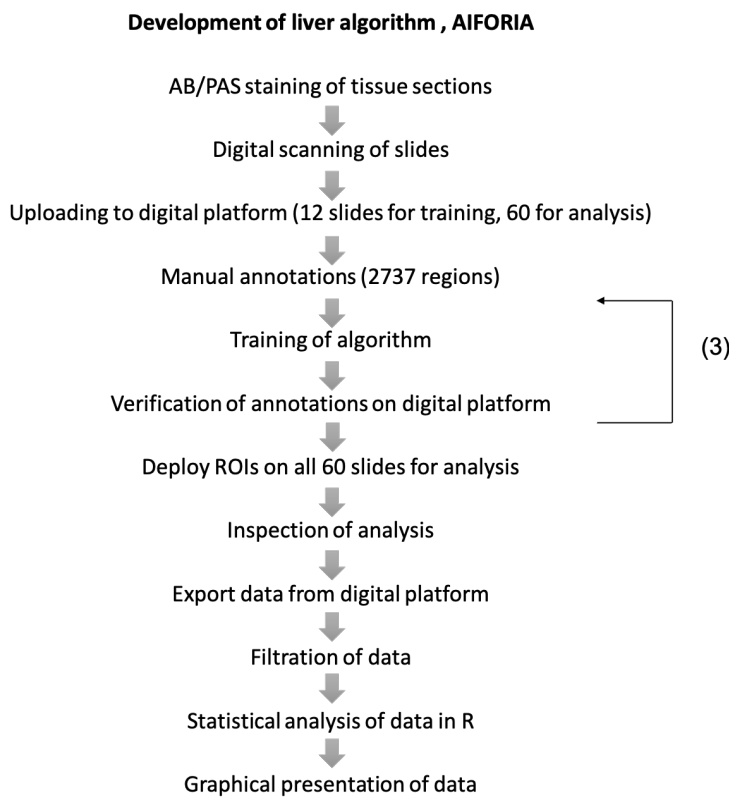 Development of liver algorithm , AIFORIA
AB/PAS staining of tissue sections
Digital scanning of slides
Uploading to digital platform (12 slides for training, 60 for analysis)
Manual annotations (2737 regions)
Training of algorithm
(3)
Verification of annotations on digital platform
Deploy ROIs on all 60 slides for analysis
Inspection of analysis
Export data from digital platform
Filtration of data
Statistical analysis of data in R
Graphical presentation of data